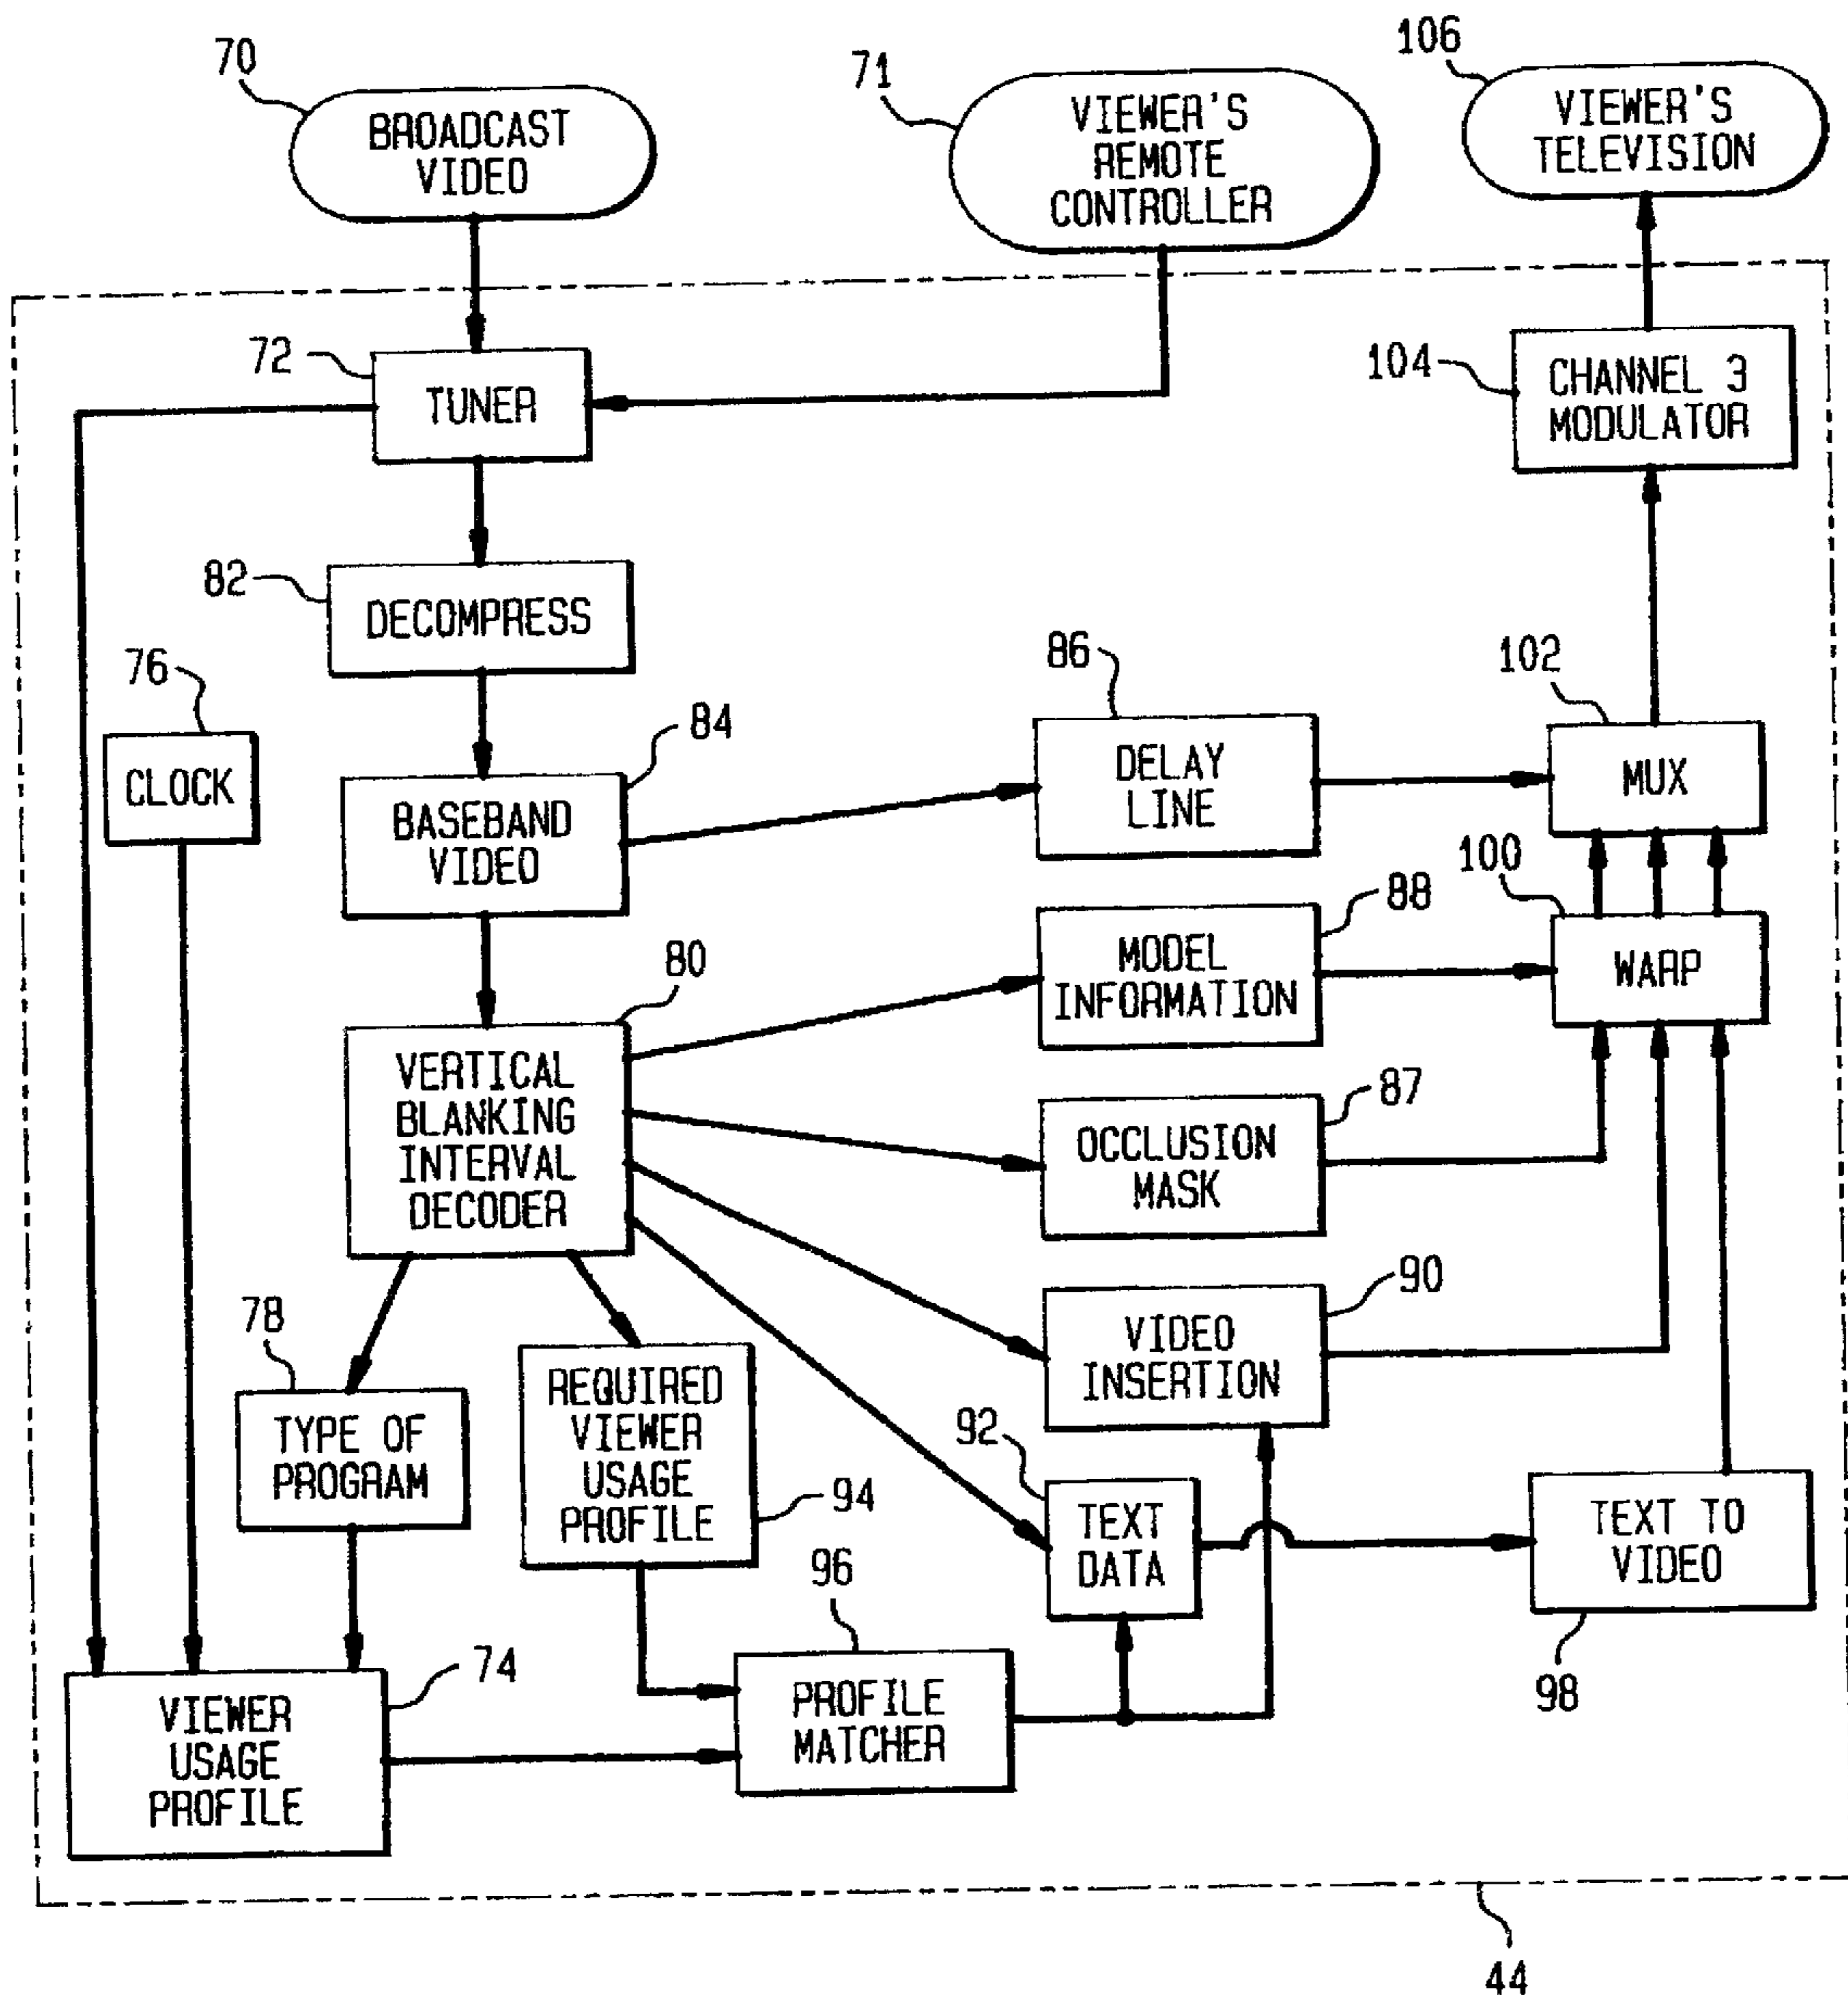 70
BROADCAST
VIDEO
71
VIEWER'S
REMOTE
CONTROLLER
106
VIEWER'S
TELEVISION
72
TUNER
104
CHANNEL 3
MODULATOR
82
DECOMPRESS
76
CLOCK
84
BASEBAND
VIDEO
86
DELAY
LINE
102
MUX
80
VERTICAL
BLANKING
INTERVAL
DECODER
88
MODEL
INFORMATION
100
WARP
87
OCCLUSION
MASK
90
VIDEO
INSERTION
78
TYPE OF
PROGRAM
REQUIRED
VIEWER
USAGE
PROFILE
94
92
TEXT
DATA
TEXT TO
VIDEO
98
96
PROFILE
MATCHER
74
VIEWER
USAGE
PROFILE
44